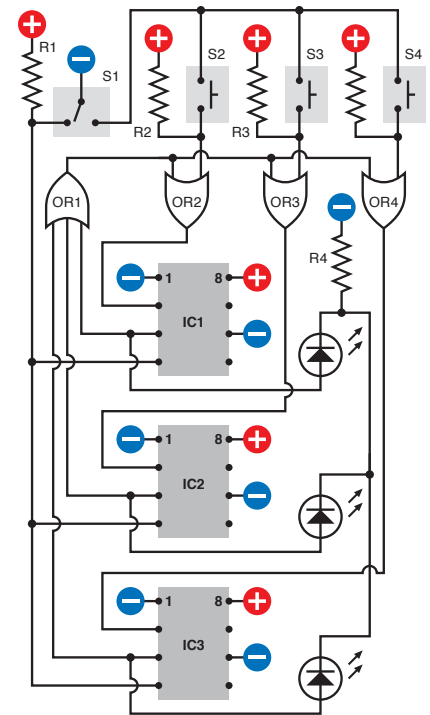 R1
S1
S2
S3
S4
R2
R3
OR1
OR2
OR3
OR4
R4
1
8
IC1
1
8
IC2
1
8
IC3